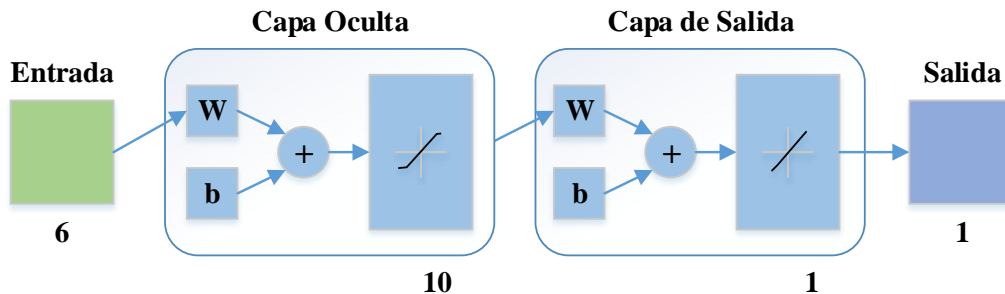 Capa Oculta
Capa de Salida
Entrada
Salida
W
+
b
W
+
b
6
10
1
1